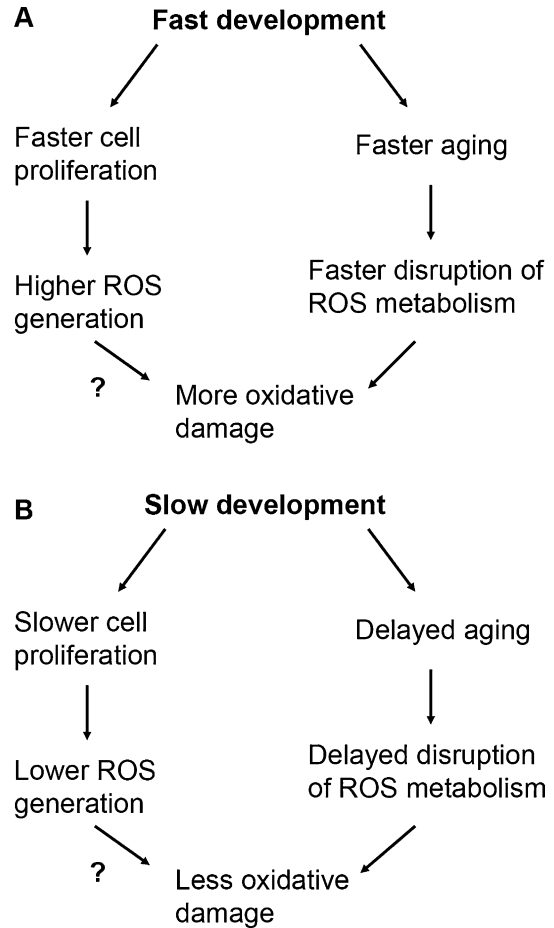 A
Fast development
Faster cell
proliferation
Faster aging
Higher ROS
generation
Faster disruption of
ROS metabolism
?
More oxidative
damage
B
Slow development
Slower cell
proliferation
Delayed aging
Lower ROS
generation
Delayed disruption
of ROS metabolism
?
Less oxidative
damage